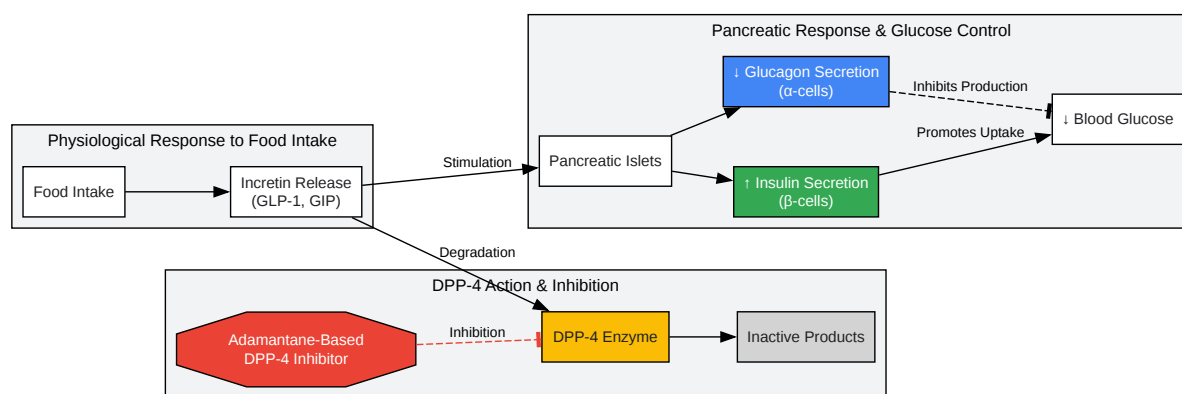 Pancreatic Response & Glucose Control
↓ Glucagon Secretion
(α-cells)
Inhibits Production
↓ Blood Glucose
Promotes Uptake
Physiological Response to Food Intake
Food Intake
Incretin Release
(GLP-1, GIP)
Stimulation
Pancreatic Islets
↑ Insulin Secretion
(β-cells)
Degradation
DPP-4 Action & Inhibition
Adamantane-Based
DPP-4 Inhibitor
Inhibition
DPP-4 Enzyme
Inactive Products